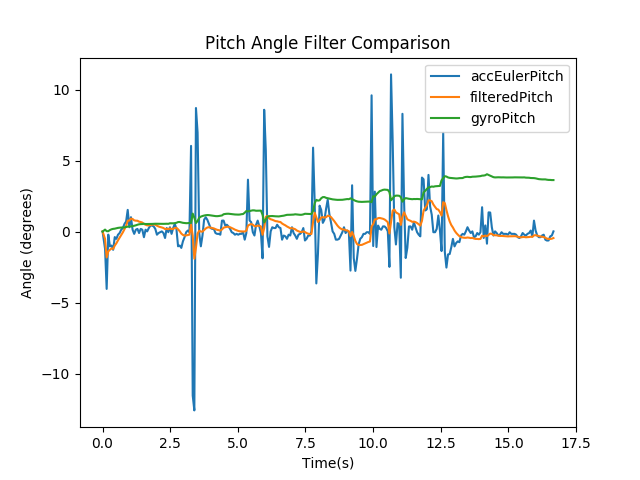 Pitch Angle Filter Comparison
accEulerPitch
filteredPitch
gyroPitch
Angle (degrees)
10
5
0
−5
−10
0.0 2.5 5.0 7.5 10.0 12.5 15.0 17.5
Time(s)